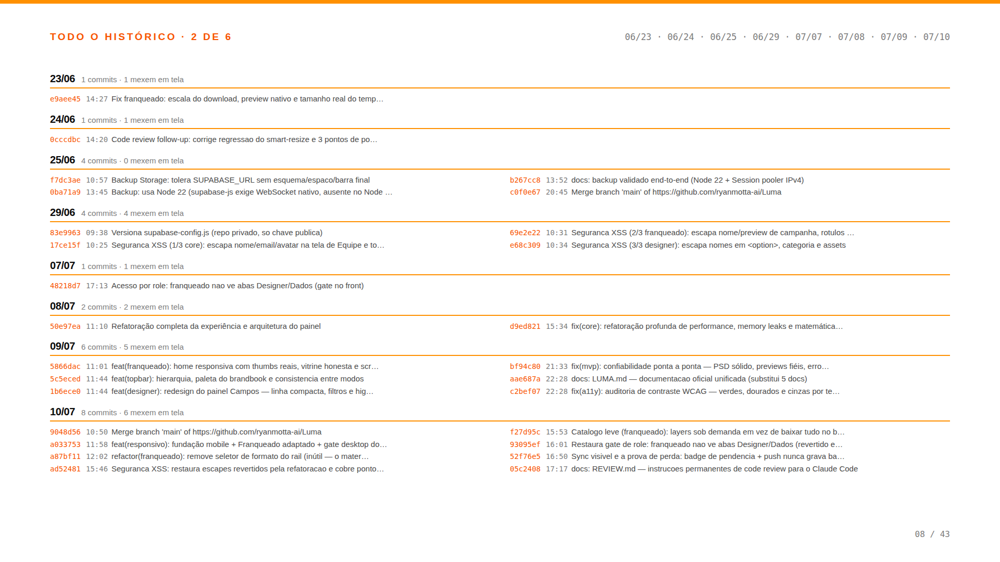 TODO O HISTÓRICO · 2 DE 6
06/23 · 06/24 · 06/25 · 06/29 · 07/07 · 07/08 · 07/09 · 07/10
23/06 1 commits · 1 mexem em tela
e9aee45 14:27 Fix franqueado: escala do download, preview nativo e tamanho real do temp…
24/06 1 commits · 1 mexem em tela
0cccdbc 14:20 Code review follow-up: corrige regressao do smart-resize e 3 pontos de po…
25/06 4 commits · 0 mexem em tela
f7dc3ae 10:57 Backup Storage: tolera SUPABASE_URL sem esquema/espaco/barra final
0ba71a9 13:45 Backup: usa Node 22 (supabase-js exige WebSocket nativo, ausente no Node …
b267cc8 13:52 docs: backup validado end-to-end (Node 22 + Session pooler IPv4)
c0f0e67 20:45 Merge branch 'main' of https://github.com/ryanmotta-ai/Luma
29/06 4 commits · 4 mexem em tela
83e9963 09:38 Versiona supabase-config.js (repo privado, so chave publica)
17ce15f 10:25 Seguranca XSS (1/3 core): escapa nome/email/avatar na tela de Equipe e to…
69e2e22 10:31 Seguranca XSS (2/3 franqueado): escapa nome/preview de campanha, rotulos …
e68c309 10:34 Seguranca XSS (3/3 designer): escapa nomes em <option>, categoria e assets
07/07 1 commits · 1 mexem em tela
48218d7 17:13 Acesso por role: franqueado nao ve abas Designer/Dados (gate no front)
08/07 2 commits · 2 mexem em tela
50e97ea 11:10 Refatoração completa da experiência e arquitetura do painel
d9ed821 15:34 fix(core): refatoração profunda de performance, memory leaks e matemática…
09/07 6 commits · 5 mexem em tela
5866dac 11:01 feat(franqueado): home responsiva com thumbs reais, vitrine honesta e scr…
5c5eced 11:44 feat(topbar): hierarquia, paleta do brandbook e consistencia entre modos
1b6ece0 11:44 feat(designer): redesign do painel Campos — linha compacta, filtros e hig…
bf94c80 21:33 fix(mvp): confiabilidade ponta a ponta — PSD sólido, previews fiéis, erro…
aae687a 22:28 docs: LUMA.md — documentacao oficial unificada (substitui 5 docs)
c2bef07 22:28 fix(a11y): auditoria de contraste WCAG — verdes, dourados e cinzas por te…
10/07 8 commits · 6 mexem em tela
9048d56 10:50 Merge branch 'main' of https://github.com/ryanmotta-ai/Luma
a033753 11:58 feat(responsivo): fundação mobile + Franqueado adaptado + gate desktop do…
a87bf11 12:02 refactor(franqueado): remove seletor de formato do rail (inútil — o mater…
ad52481 15:46 Seguranca XSS: restaura escapes revertidos pela refatoracao e cobre ponto…
f27d95c 15:53 Catalogo leve (franqueado): layers sob demanda em vez de baixar tudo no b…
93095ef 16:01 Restaura gate de role: franqueado nao ve abas Designer/Dados (revertido e…
52f76e5 16:50 Sync visivel e a prova de perda: badge de pendencia + push nunca grava ba…
05c2408 17:17 docs: REVIEW.md — instrucoes permanentes de code review para o Claude Code
08 / 43